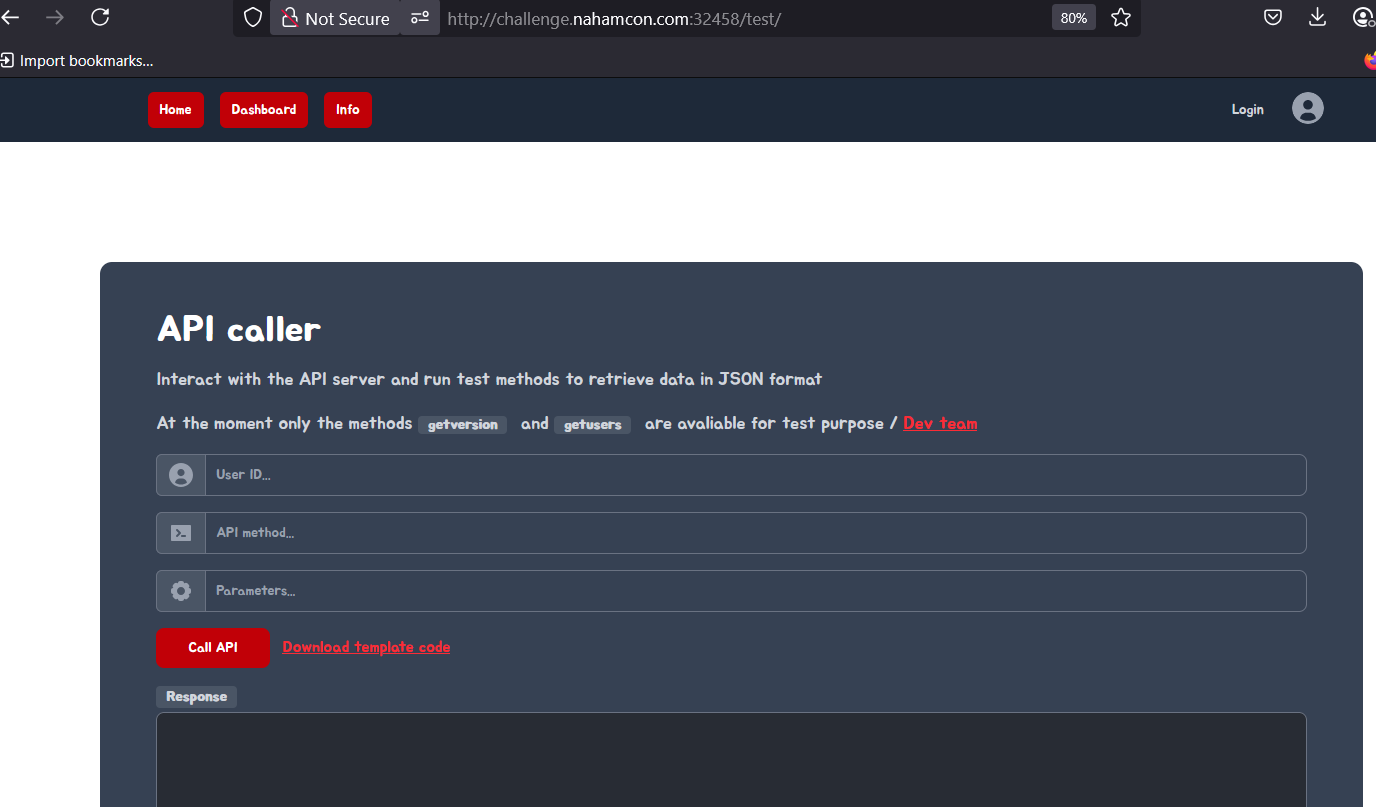 Not Secure http://challenge.nahamcon.com:32458/test/ 80%
Import bookmarks...
Home Dashboard Info Login
API caller
Interact with the API server and run test methods to retrieve data in JSON format
At the moment only the methods getversion and getusers are avaliable for test purpose / Dev team
User ID...
API method...
Parameters...
Call API Download template code
Response